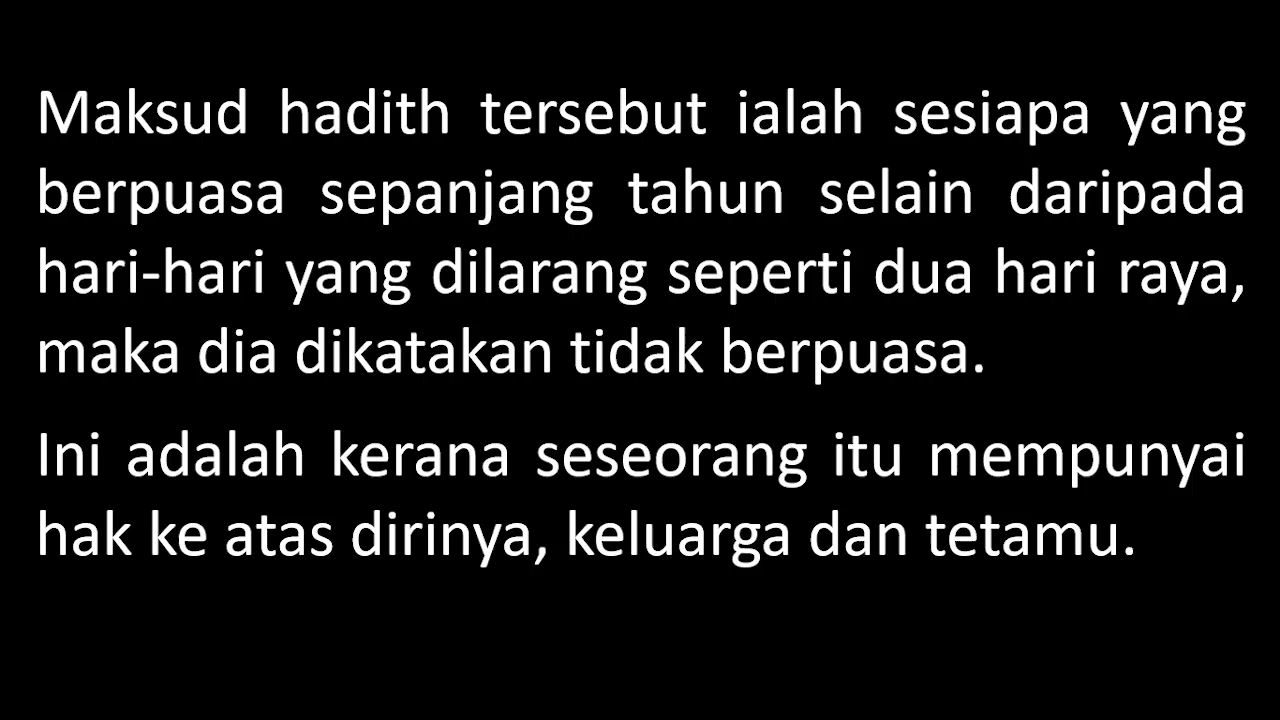 Maksud hadith tersebut ialah sesiapa yang
berpuasa sepanjang tahun selain daripada
hari-hari yang dilarang seperti dua hari raya,
maka dia dikatakan tidak berpuasa.
Ini adalah kerana seseorang itu mempunyai
hak ke atas dirinya, keluarga dan tetamu.